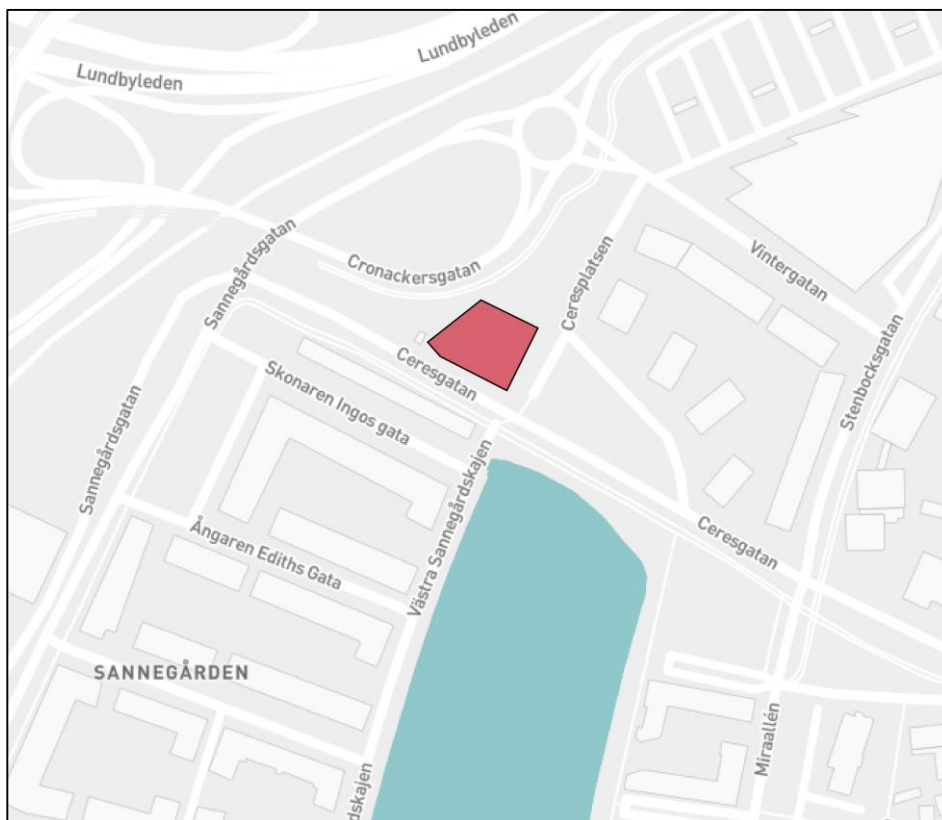 Lundbyleden
Lundbyleden
Sannegårdsgatan
Cronackersgatan
Ceresplatsen
Vintergatan
Stenbocksgatan
Ceresgatan
Skonaren Ingos gata
Sannegårdsgatan
Västra Sannegårdskajen
Ångaren Ediths Gata
Ceresgatan
SANNEGÅRDEN
Miraallén
dskajen